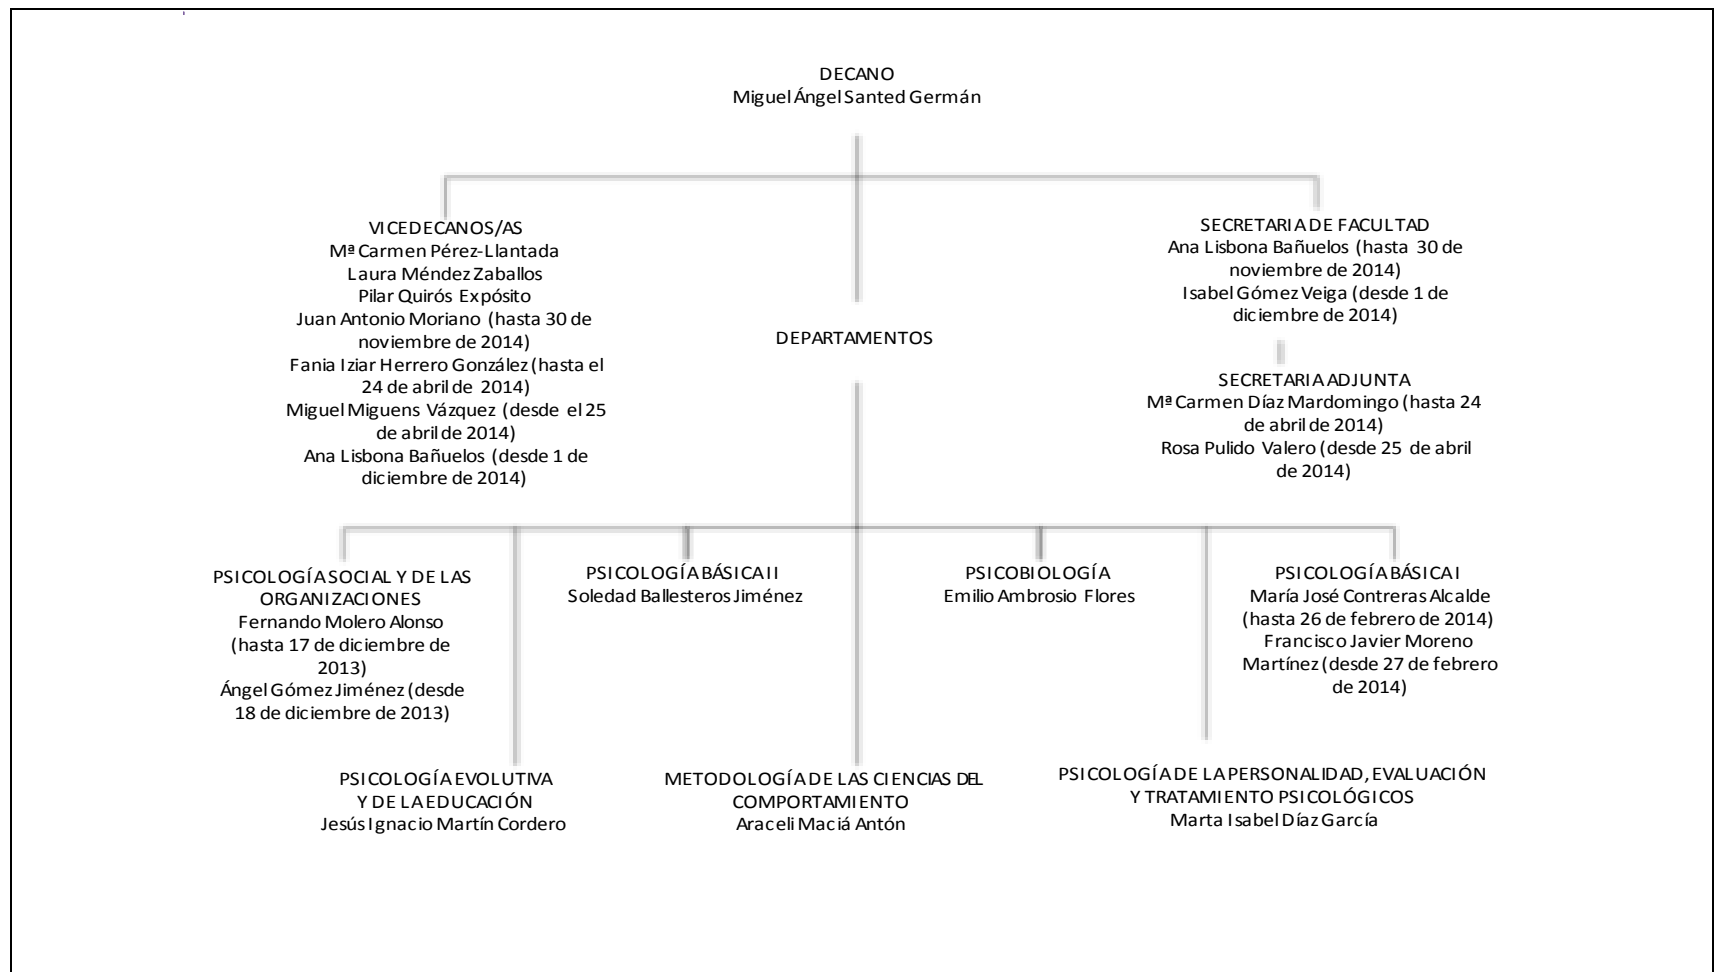 DECANO
Miguel Ángel Santed Germán
VICEDECANOS/AS
Mª Carmen Pérez-Llantada
Laura Méndez Zaballos
Pilar Quirós Expósito
Juan Antonio Moriano (hasta 30 de
noviembre de 2014)
Fania Iziar Herrero González (hasta el
24 de abril de 2014)
Miguel Miguens Vázquez (desde el 25
de abril de 2014)
Ana Lisbona Bañuelos (desde 1 de
diciembre de 2014)
SECRETARIA DE FACULTAD
Ana Lisbona Bañuelos (hasta 30 de
noviembre de 2014)
Isabel Gómez Veiga (desde 1 de
diciembre de 2014)
DEPARTAMENTOS
SECRETARIA ADJUNTA
Mª Carmen Díaz Mardomingo (hasta 24
de abril de 2014)
Rosa Pulido Valero (desde 25 de abril
de 2014)
PSICOLOGÍA SOCIAL Y DE LAS
ORGANIZACIONES
Fernando Molero Alonso
(hasta 17 de diciembre de
2013)
Ángel Gómez Jiménez (desde
18 de diciembre de 2013)
PSICOLOGÍA BÁSICA II
Soledad Ballesteros Jiménez
PSICOBIOLOGÍA
Emilio Ambrosio Flores
PSICOLOGÍA BÁSICA I
María José Contreras Alcalde
(hasta 26 de febrero de 2014)
Francisco Javier Moreno
Martínez (desde 27 de febrero
de 2014)
PSICOLOGÍA EVOLUTIVA
Y DE LA EDUCACIÓN
Jesús Ignacio Martín Cordero
METODOLOGÍA DE LAS CIENCIAS DEL
COMPORTAMIENTO
Araceli Maciá Antón
PSICOLOGÍA DE LA PERSONALIDAD, EVALUACIÓN
Y TRATAMIENTO PSICOLÓGICOS
Marta Isabel Díaz García